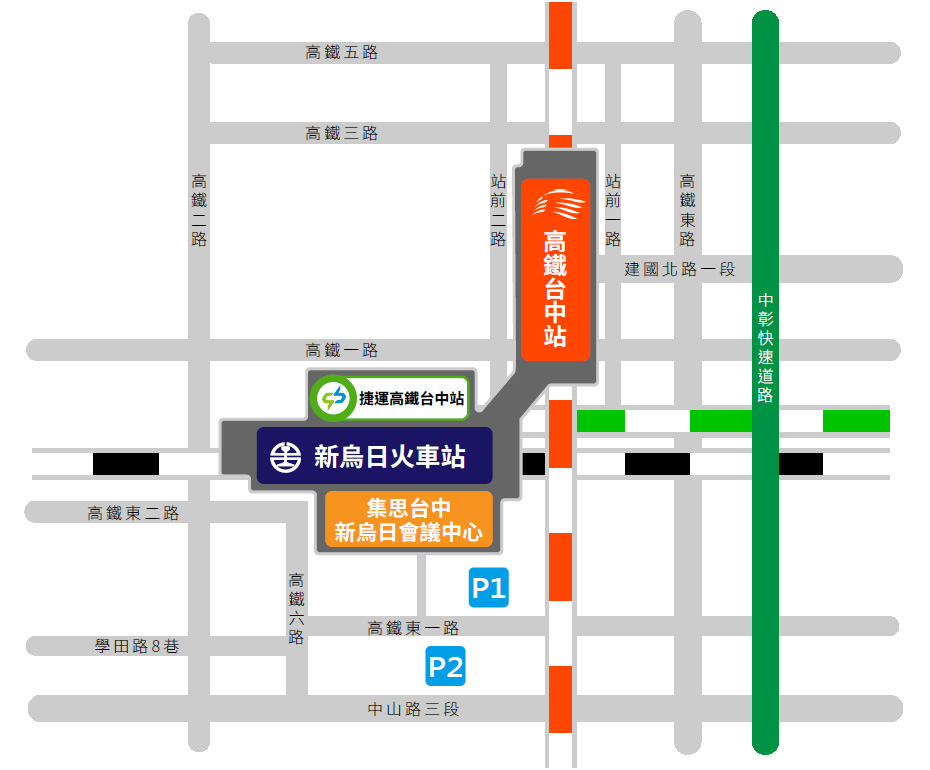 高鐵五路
高鐵三路
高鐵二路
站前二路
站前一路
高鐵東路
高鐵台中站
建國北路一段
中彰快速道路
高鐵一路
捷運高鐵台中站
新烏日火車站
集思台中
新烏日會議中心
高鐵東二路
高鐵六路
P1
高鐵東一路
學田路8巷
P2
中山路三段